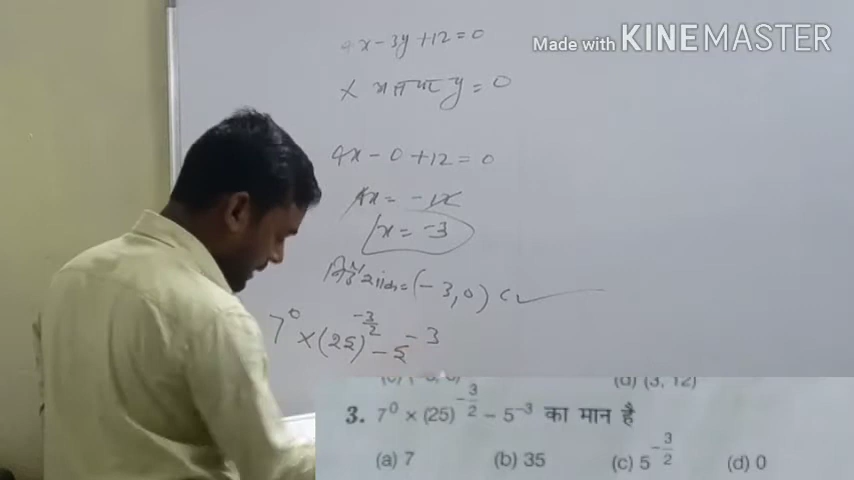 Made with KINEMASTER
4x - 3y + 12 = 0
y = 0
4x - 0 + 12 = 0
4x = -12
x = -3
= (-3, 0) C
7⁰ × (25)^{-3/2} - 5^{-3}
(d) (3, 12)
3. 7⁰ × (25)^{-3/2} - 5⁻³ का मान है
(a) 7 (b) 35 (c) 5^{-3/2} (d) 0